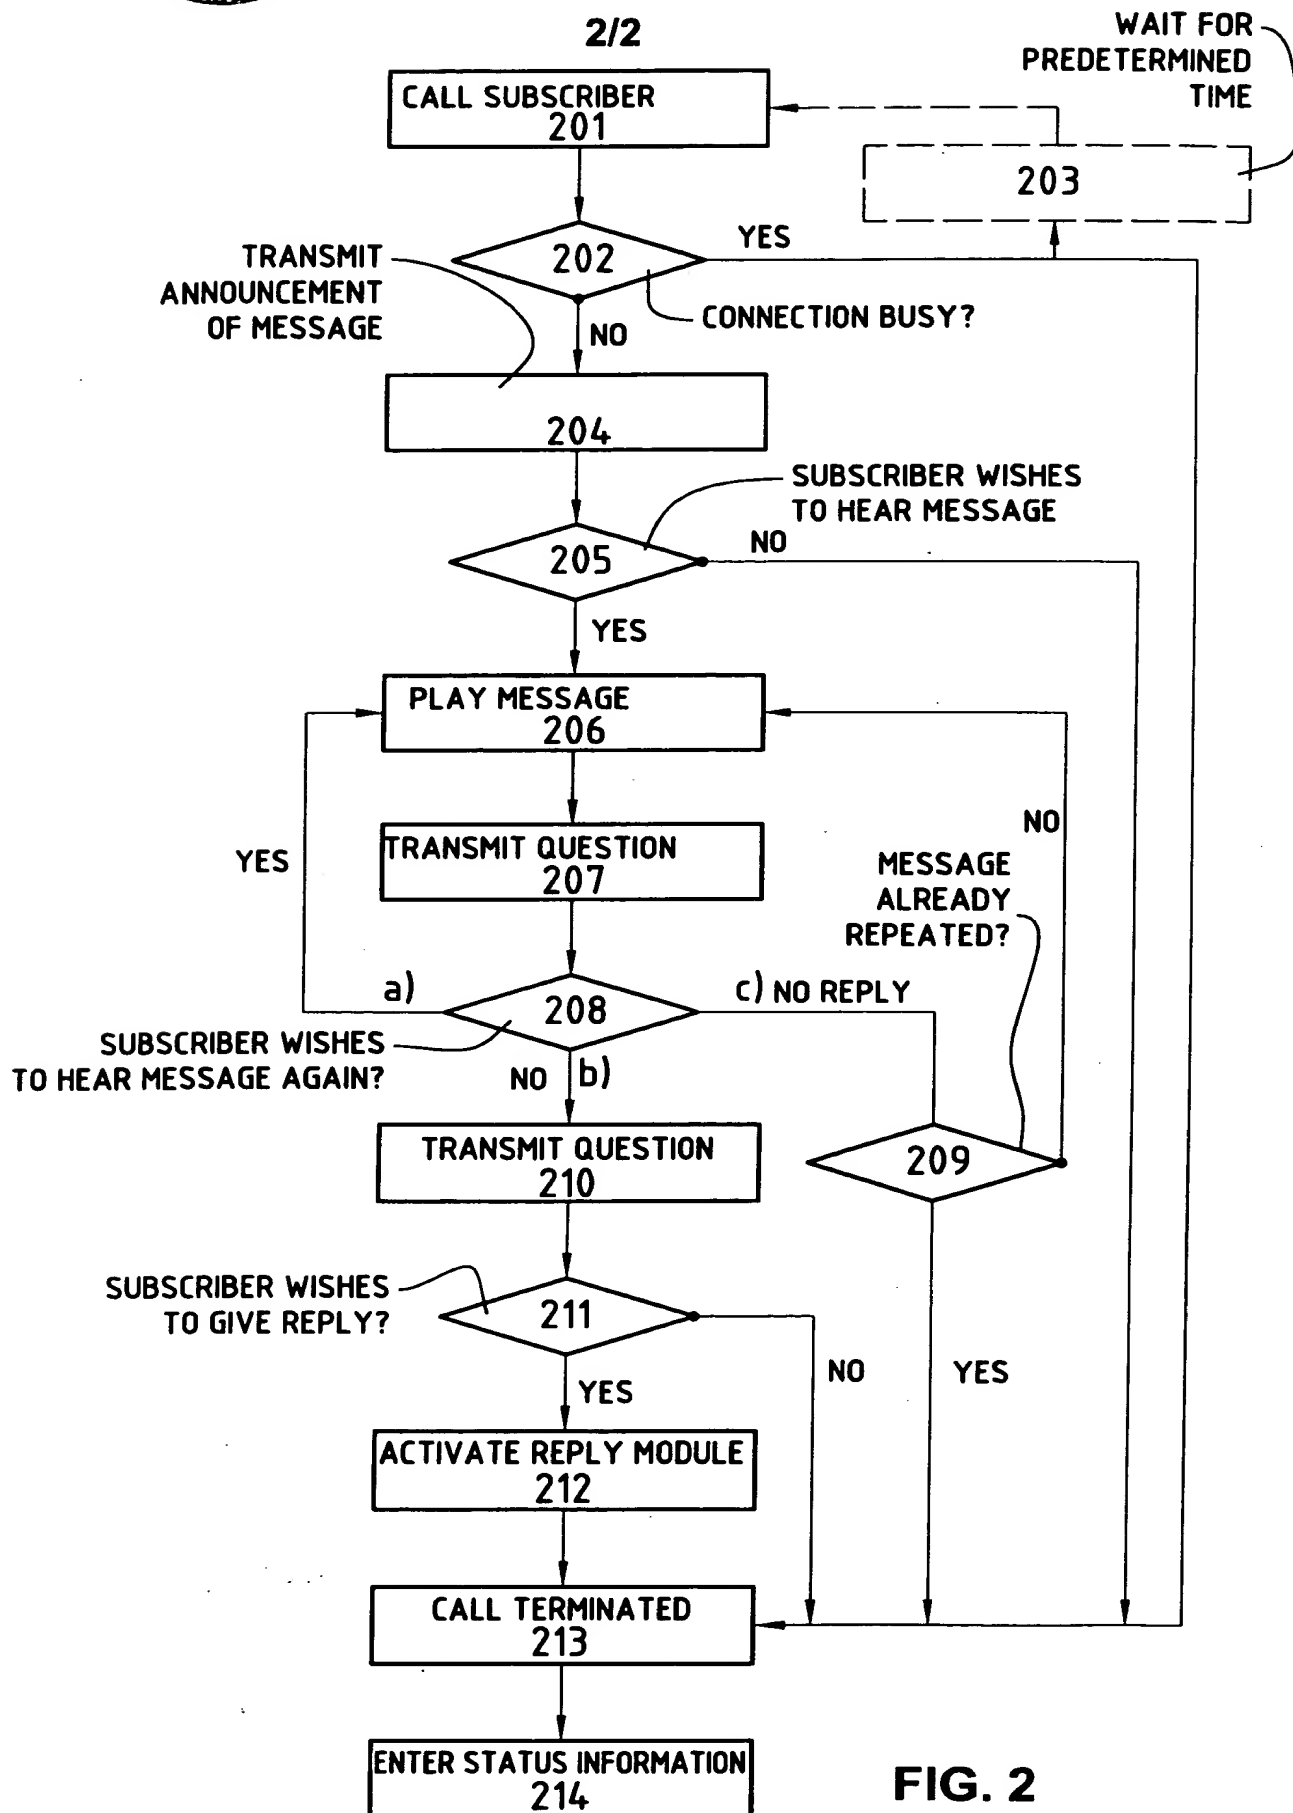 2/2
WAIT FOR
PREDETERMINED
TIME
CALL SUBSCRIBER
201
203
YES
202
TRANSMIT
ANNOUNCEMENT
OF MESSAGE
CONNECTION BUSY?
NO
204
SUBSCRIBER WISHES
TO HEAR MESSAGE
NO
205
YES
PLAY MESSAGE
206
NO
TRANSMIT QUESTION
207
YES
MESSAGE
ALREADY
REPEATED?
a)
208
c) NO REPLY
SUBSCRIBER WISHES
TO HEAR MESSAGE AGAIN?
NO b)
TRANSMIT QUESTION
210
209
SUBSCRIBER WISHES
TO GIVE REPLY?
211
NO
YES
YES
ACTIVATE REPLY MODULE
212
CALL TERMINATED
213
ENTER STATUS INFORMATION
214
FIG. 2